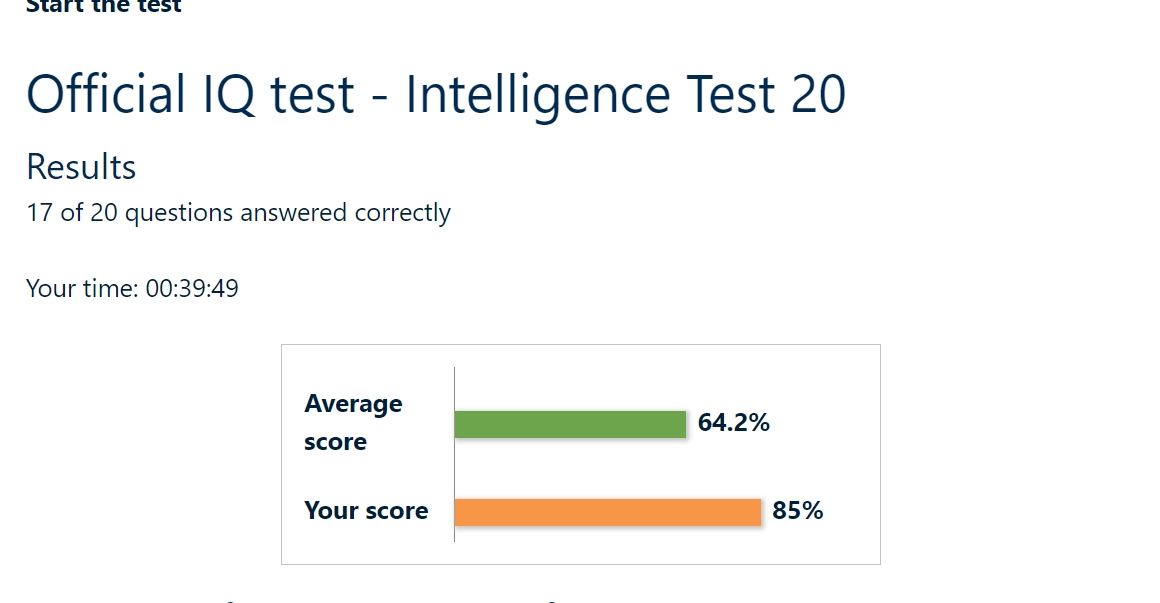 Start the test
Official IQ test - Intelligence Test 20
Results
17 of 20 questions answered correctly
Your time: 00:39:49
Average
score
64.2%
Your score
85%